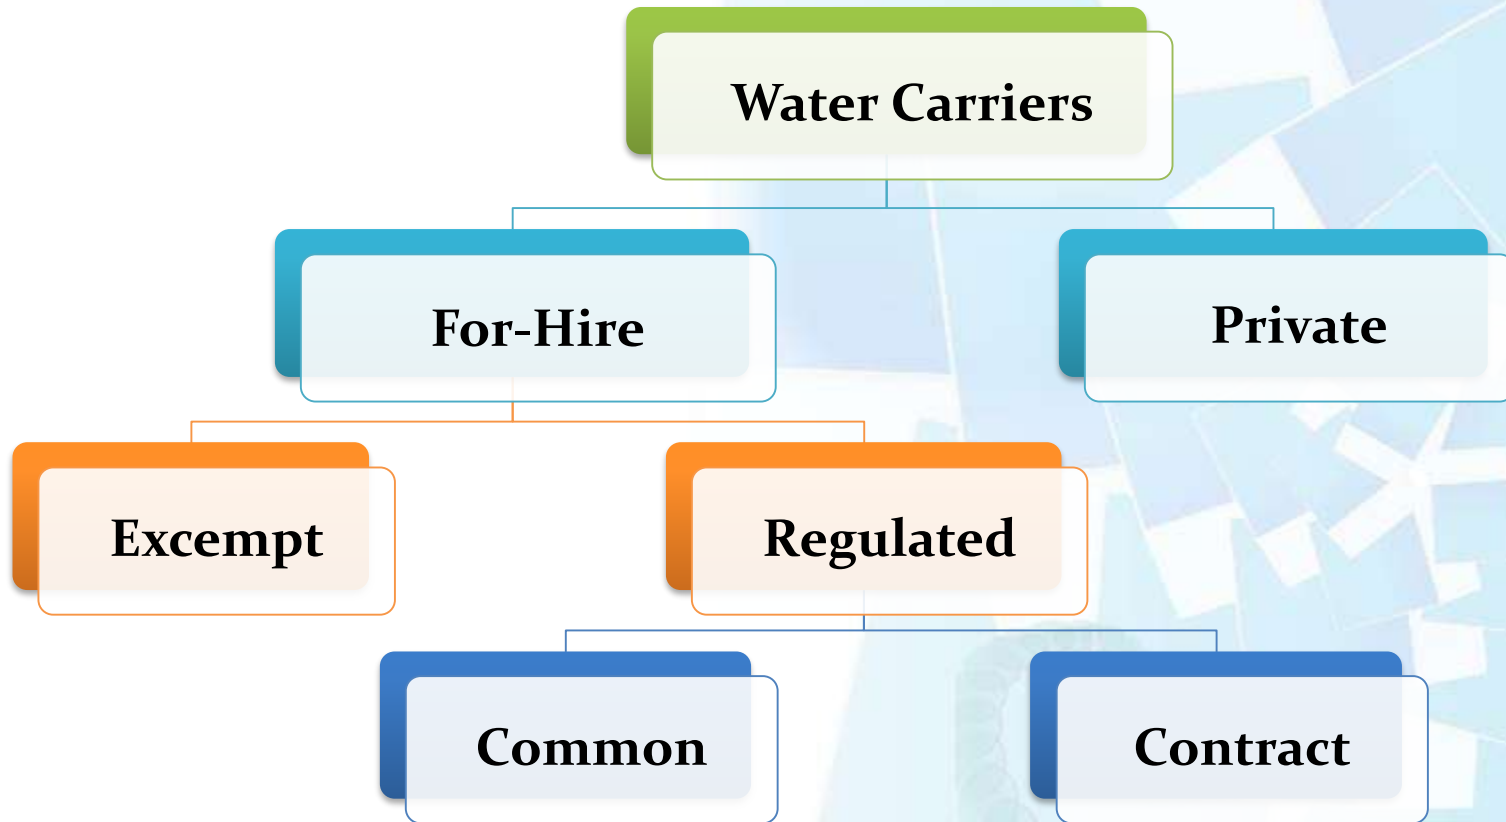 Water Carriers
For-Hire
Private
Excempt
Regulated
Common
Contract